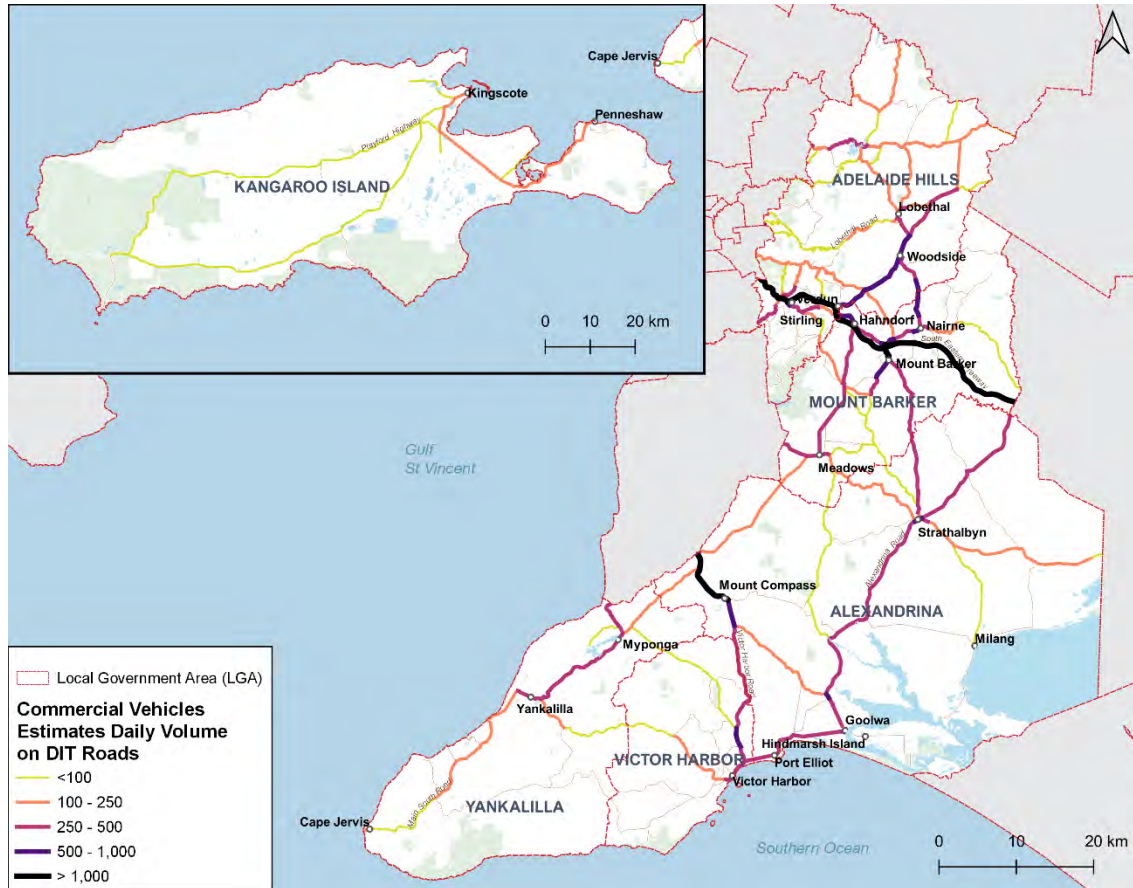 Cape Jervis
Kingscote
Penneshaw
Playford Highway
KANGAROO ISLAND
0 10 20 km
ADELAIDE HILLS
Lobethal
Lobethal Road
Woodside
Verdun
Stirling
Hahndorf
Nairne
South Eastern Freeway
Mount Barker
MOUNT BARKER
Gulf
St Vincent
Meadows
Strathalbyn
Alexandrina Road
Mount Compass
ALEXANDRINA
Milang
Myponga
Victor Harbor Road
Yankalilla
Goolwa
Hindmarsh Island
VICTOR HARBOR
Port Elliot
Victor Harbor
Main South Road
YANKALILLA
Cape Jervis
Southern Ocean
0 10 20 km
Local Government Area (LGA)
Commercial Vehicles
Estimates Daily Volume
on DIT Roads
<100
100 - 250
250 - 500
500 - 1,000
> 1,000